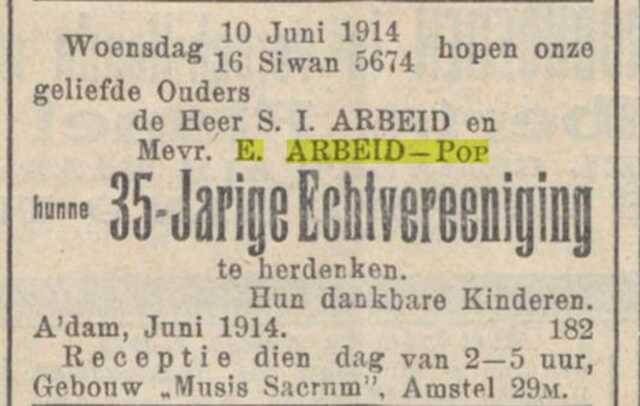 Woensdag 10 Juni 1914
16 Siwan 5674 hopen onze
geliefde Ouders
de Heer S. I. ARBEID en
Mevr. E. ARBEID—POP
hunne 35-Jarige Echtvereeniging
te herdenken.
Hun dankbare Kinderen.
A'dam, Juni 1914. 182
Receptie dien dag van 2—5 uur,
Gebouw „Musis Sacrnm”, Amstel 29M.